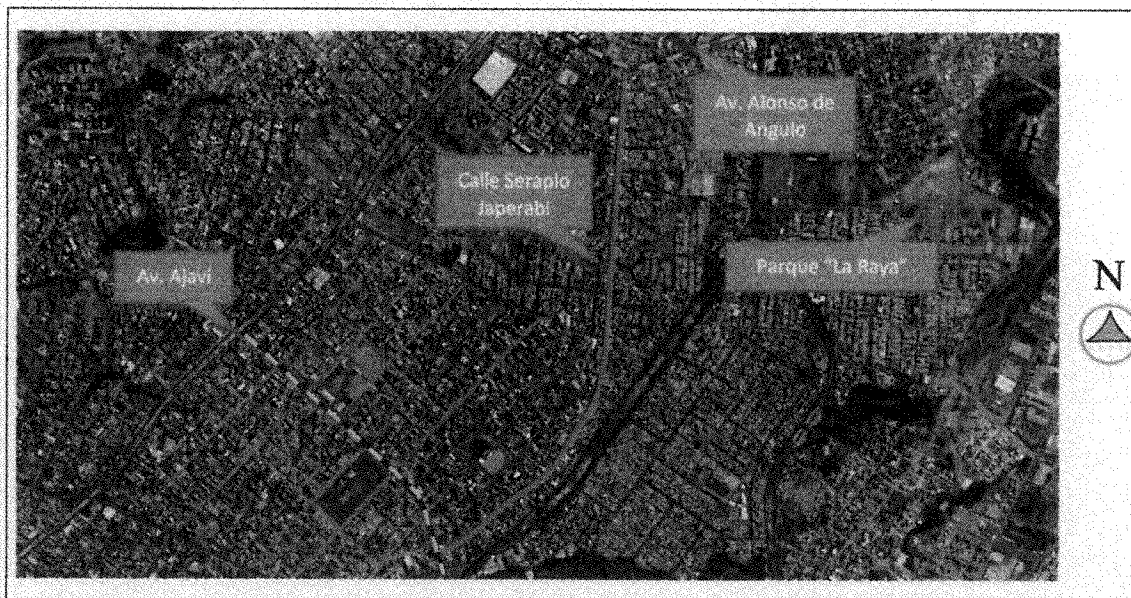 Av. Alonso de
Angulo
Calle Serapio
Japerabi
Parque "La Raya"
Av. Ajaví
N